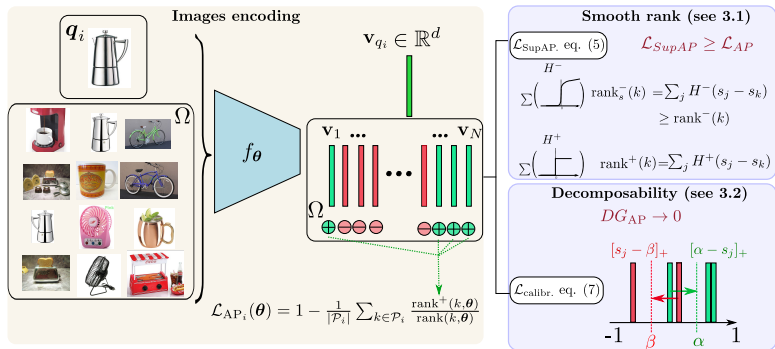 Images encoding
q_i
Ω
f_θ
v_{q_i} ∈ ℝ^d
v_1 ... v_N
...
Ω
+ − − − − + + +
L_{AP_i}(θ) = 1 − \frac{1}{|P_i|} ∑_{k∈P_i} \frac{rank^+(k,θ)}{rank(k,θ)}
Smooth rank (see 3.1)
L_{SupAP.} eq. (5)
L_{SupAP} ≥ L_{AP}
H^-
∑( ) rank_s^-(k) =∑_j H^-(s_j − s_k)
≥ rank^-(k)
H^+
∑( ) rank^+(k)=∑_j H^+(s_j − s_k)
Decomposability (see 3.2)
DG_{AP} → 0
L_{calibr.} eq. (7)
[s_j − β]_+ [α − s_j]_+
-1 β α 1